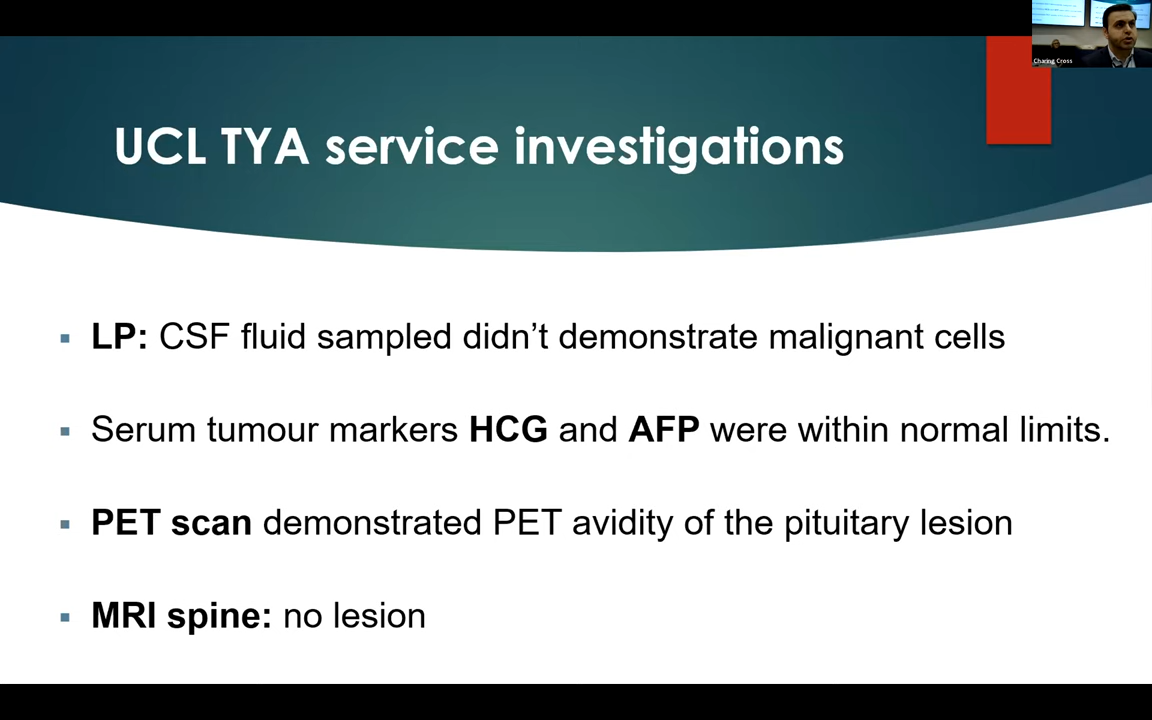 Charing Cross
UCL TYA service investigations
LP: CSF fluid sampled didn’t demonstrate malignant cells
Serum tumour markers HCG and AFP were within normal limits.
PET scan demonstrated PET avidity of the pituitary lesion
MRI spine: no lesion